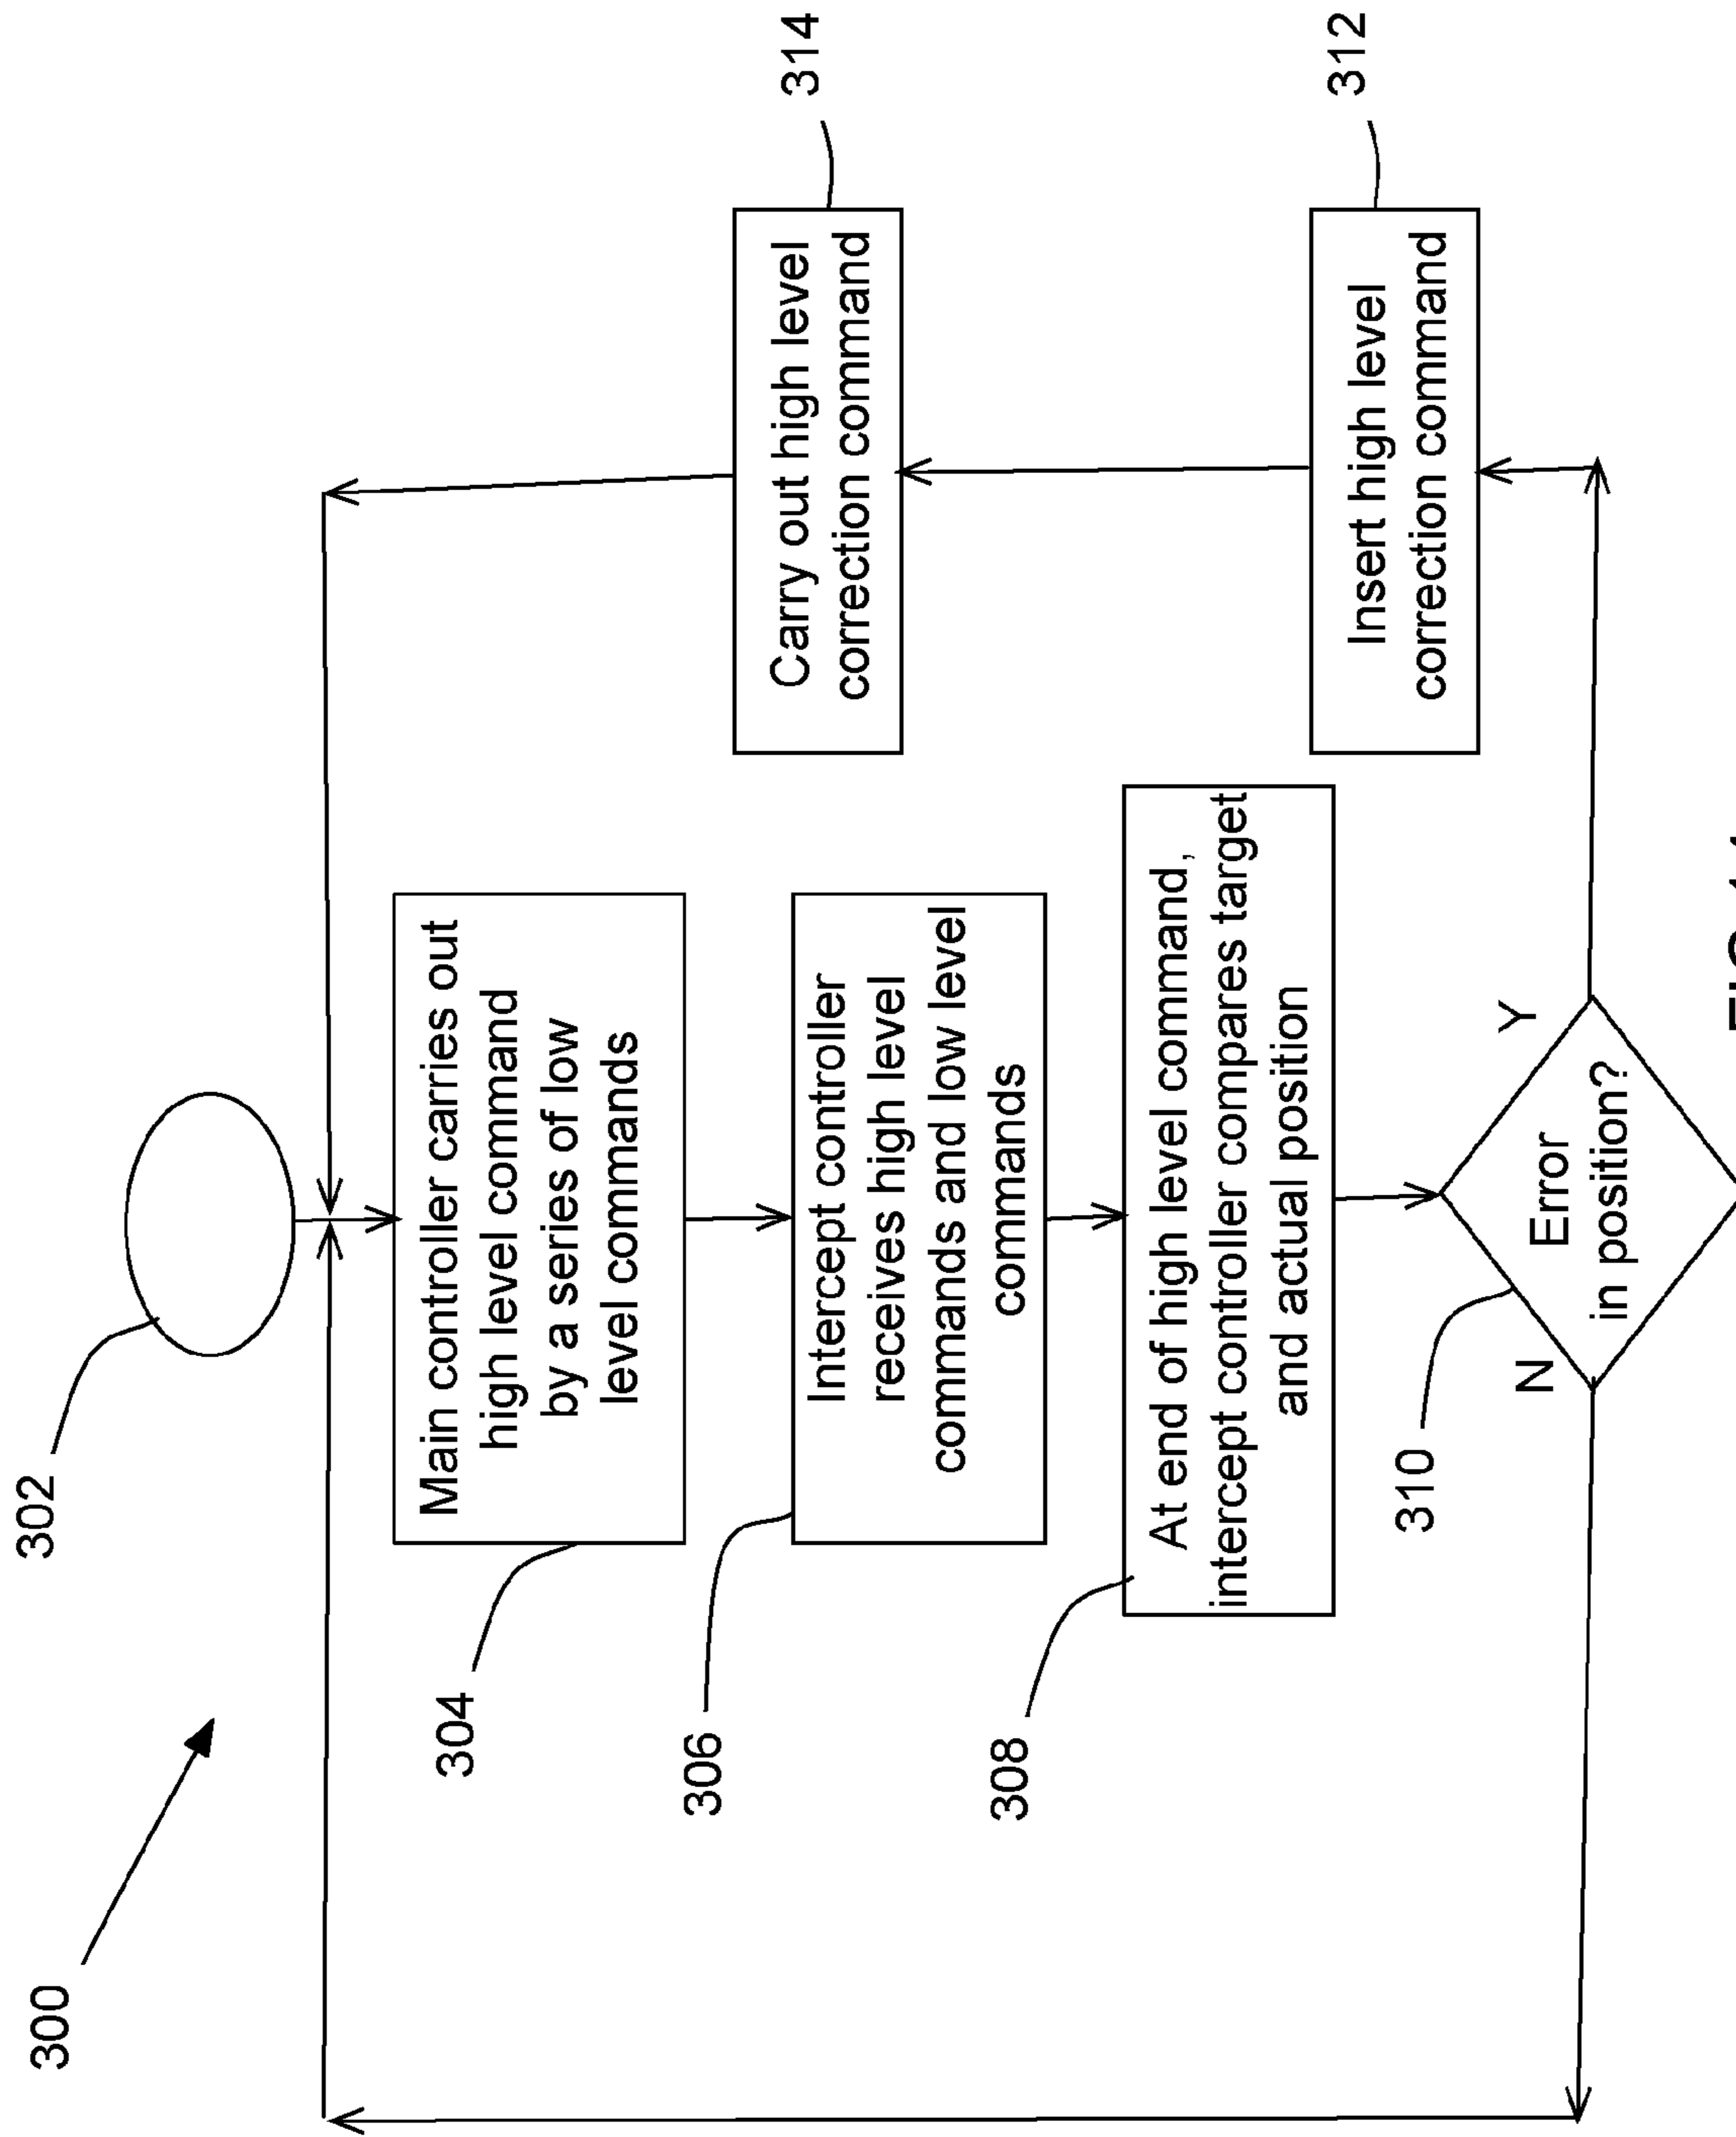 300
302
304
Main controller carries out
high level command
by a series of low
level commands
306
Intercept controller
receives high level
commands and low level
commands
308
At end of high level command,
intercept controller compares target
and actual position
310
Error
in position?
N
Y
Insert high level
correction command
312
Carry out high level
correction command
314